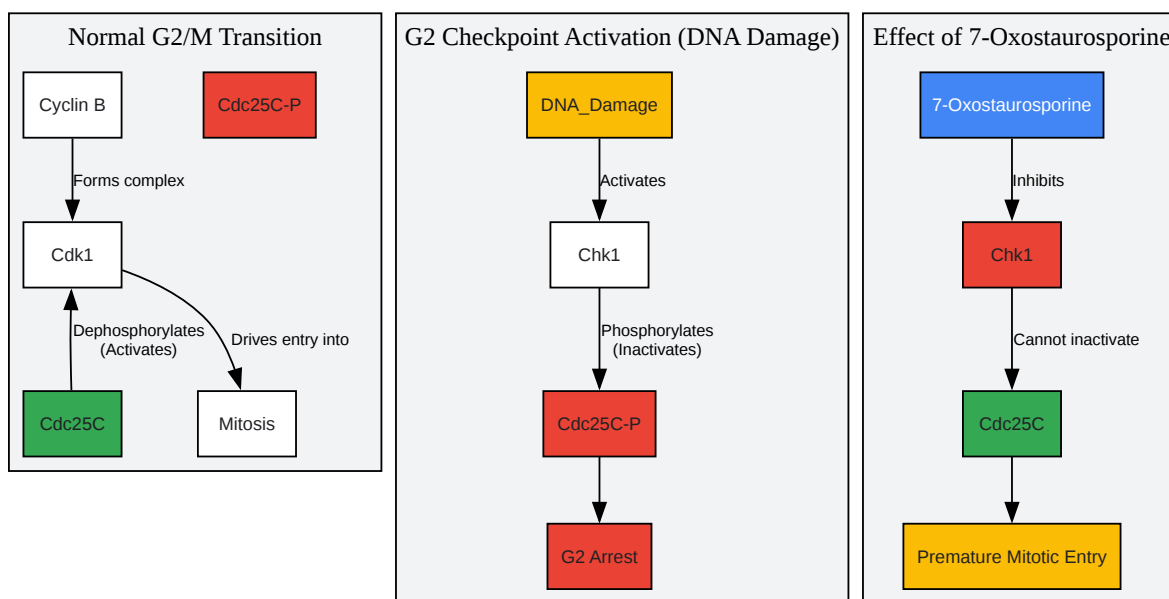 Normal G2/M Transition
Cyclin B
Cdc25C-P
Forms complex
Cdk1
Dephosphorylates
(Activates)
Drives entry into
Cdc25C
Mitosis
G2 Checkpoint Activation (DNA Damage)
DNA_Damage
Activates
Chk1
Phosphorylates
(Inactivates)
Cdc25C-P
G2 Arrest
Effect of 7-Oxostaurosporine
7-Oxostaurosporine
Inhibits
Chk1
Cannot inactivate
Cdc25C
Premature Mitotic Entry